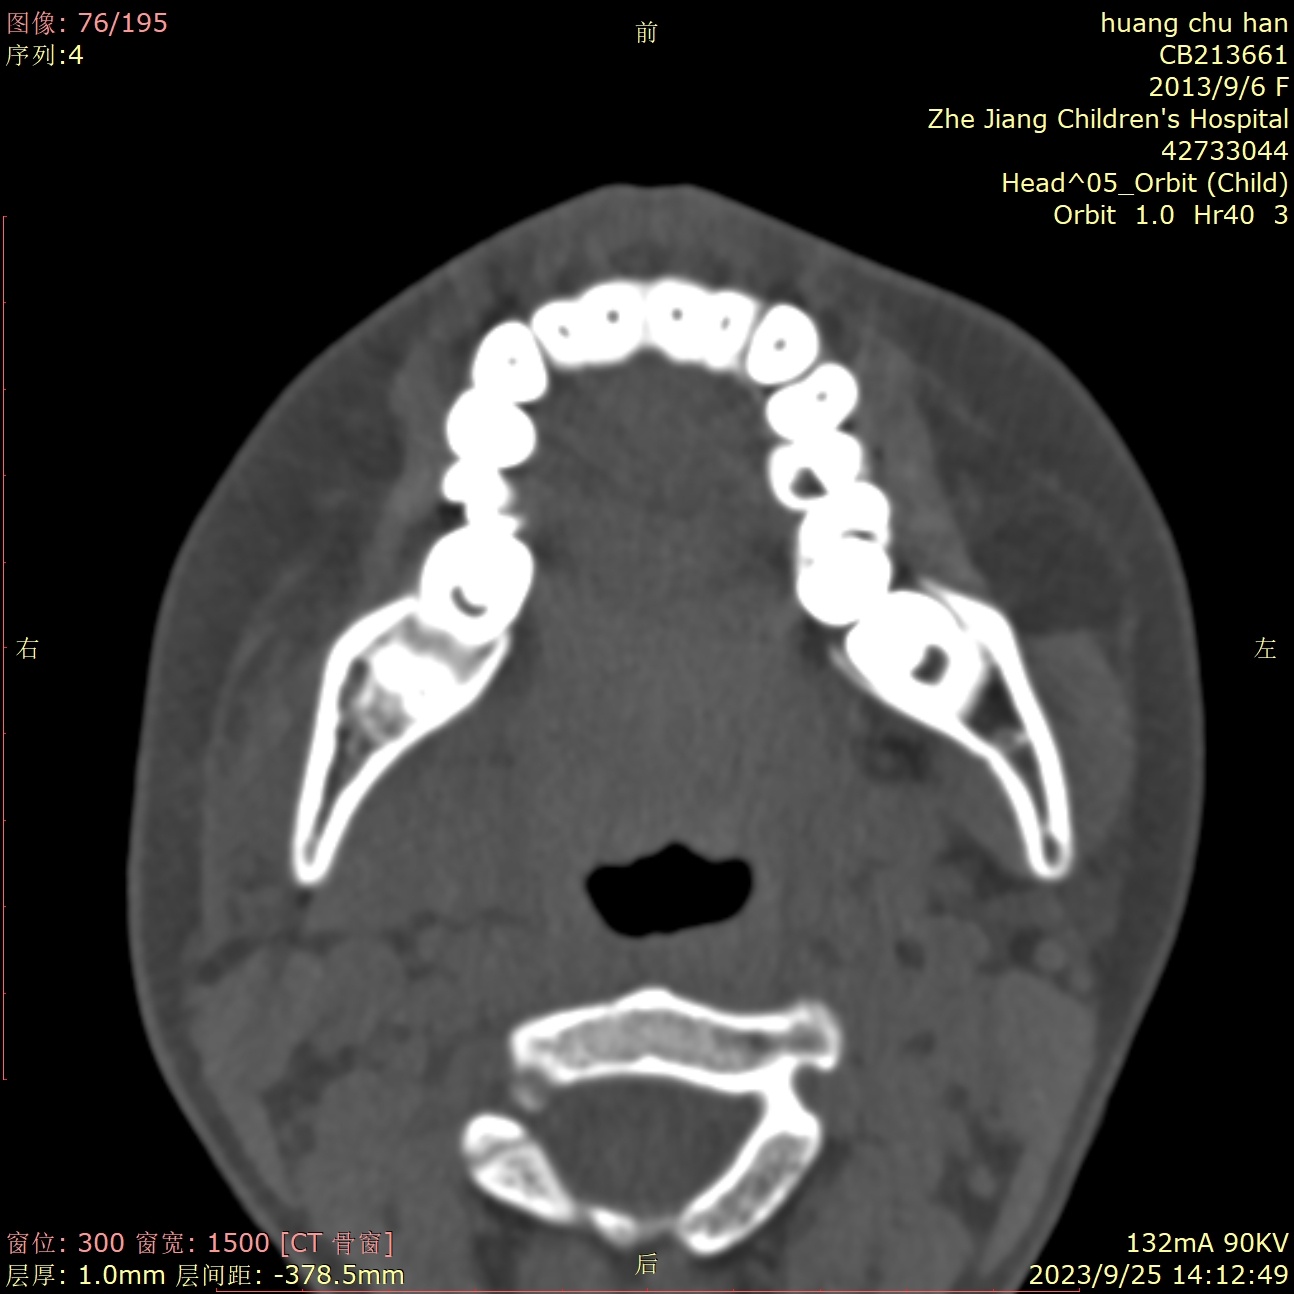 图像: 76/195
序列:4
前
huang chu han
CB213661
2013/9/6 F
Zhe Jiang Children's Hospital
42733044
Head^05_Orbit (Child)
Orbit 1.0 Hr40 3
右
左
窗位: 300 窗宽: 1500 [CT 骨窗]
层厚: 1.0mm 层间距: -378.5mm
后
132mA 90KV
2023/9/25 14:12:49